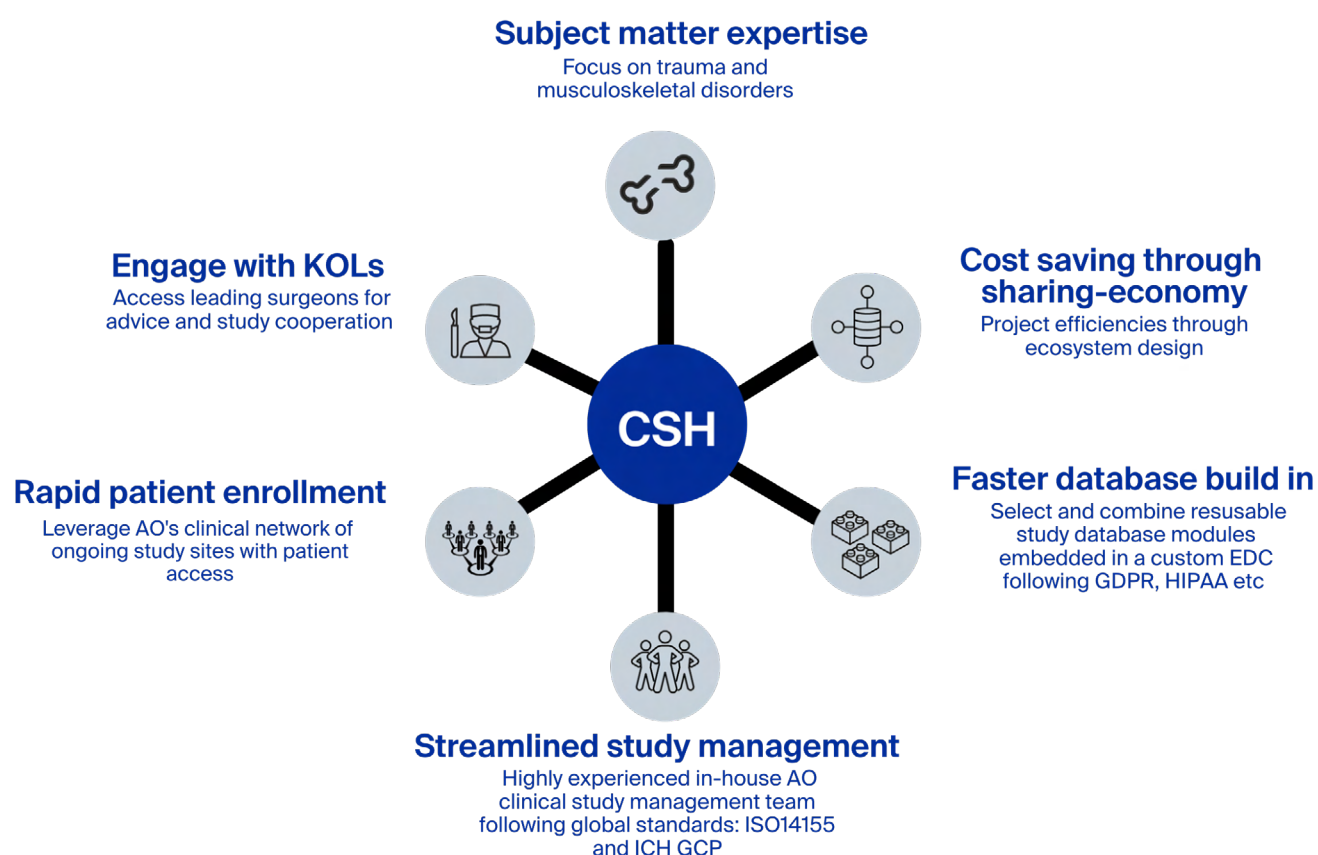 Subject matter expertise
Focus on trauma and
musculoskeletal disorders
Engage with KOLs
Access leading surgeons for
advice and study cooperation
Cost saving through
sharing-economy
Project efficiencies through
ecosystem design
CSH
Rapid patient enrollment
Leverage AO's clinical network of
ongoing study sites with patient
access
Faster database build in
Select and combine resusable
study database modules
embedded in a custom EDC
following GDPR, HIPAA etc
Streamlined study management
Highly experienced in-house AO
clinical study management team
following global standards: ISO14155
and ICH GCP